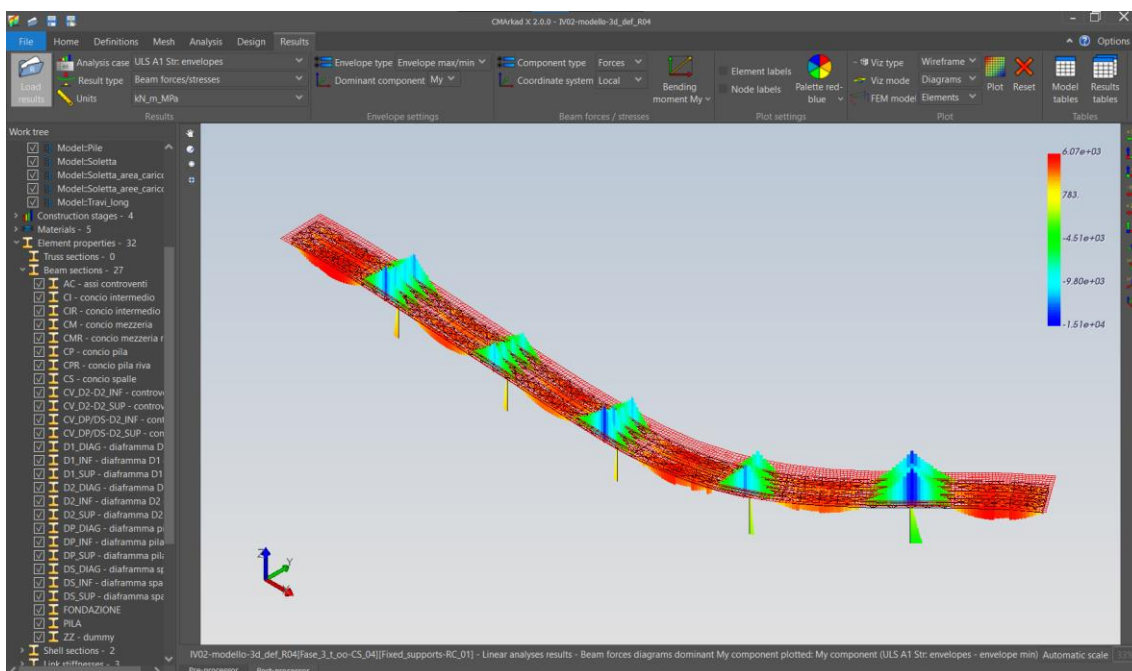 CMArkad X 2.0.0 - IV02-modello-3d_def_R04
File Home Definitions Mesh Analysis Design Results Options
Load results
Analysis case ULS A1 Str: envelopes
Result type Beam forces/stresses
Units kN_m_MPa
Results
Envelope type Envelope max/min
Dominant component My
Envelope settings
Component type Forces
Coordinate system Local
Bending moment My
Beam forces / stresses
Element labels
Node labels
Palette red-blue
Plot settings
Viz type Wireframe
Viz mode Diagrams
FEM model Elements
Plot Reset
Plot
Model tables
Results tables
Tables
Work tree
Model::Pile
Model::Soletta
Model::Soletta_area_carico
Model::Soletta_aree_carico
Model::Travi_long
Construction stages - 4
Materials - 5
Element properties - 32
Truss sections - 0
Beam sections - 27
AC - assi controventi
CI - concio intermedio
CIR - concio intermedio
CM - concio mezzeria
CMR - concio mezzeria r
CP - concio pila
CPR - concio pila riva
CS - concio spalle
CV_D2-D2_INF - controve
CV_D2-D2_SUP - controv
CV_DP/DS-D2_INF - cont
CV_DP/DS-D2_SUP - con
D1_DIAG - diaframma D
D1_INF - diaframma D1
D1_SUP - diaframma D1
D2_DIAG - diaframma D
D2_INF - diaframma D2
D2_SUP - diaframma D2
DP_DIAG - diaframma p
DP_INF - diaframma pila
DP_SUP - diaframma pila
DS_DIAG - diaframma sp
DS_INF - diaframma spa
DS_SUP - diaframma spa
FONDAZIONE
PILA
ZZ - dummy
Shell sections - 2
Link stiffnesses - 3
6.07e+03
783.
-4.51e+03
-9.80e+03
-1.51e+04
Z
Y
IV02-modello-3d_def_R04[Fase_3_t_oo-CS_04][Fixed_supports-RC_01] - Linear analyses results - Beam forces diagrams dominant My component plotted: My component (ULS A1 Str: envelopes - envelope min) Automatic scale
Pre-processor Post-processor